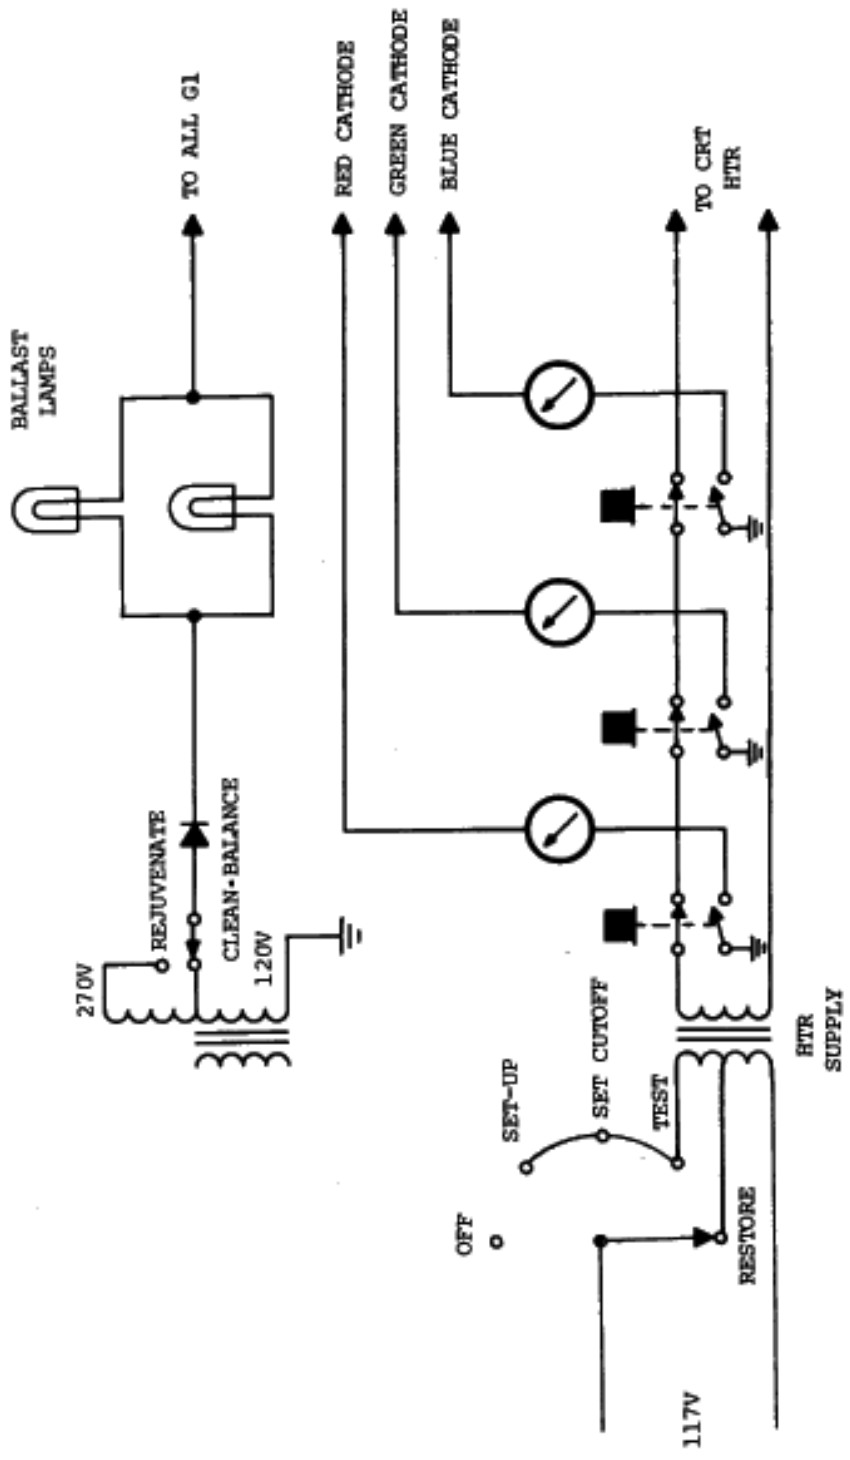 BALLAST
LAMPS
TO ALL G1
270V
REJUVENATE
CLEAN-BALANCE
120V
RED CATHODE
GREEN CATHODE
BLUE CATHODE
OFF
SET-UP
SET CUTOFF
TEST
RESTORE
117V
HTR
SUPPLY
TO CRT
HTR